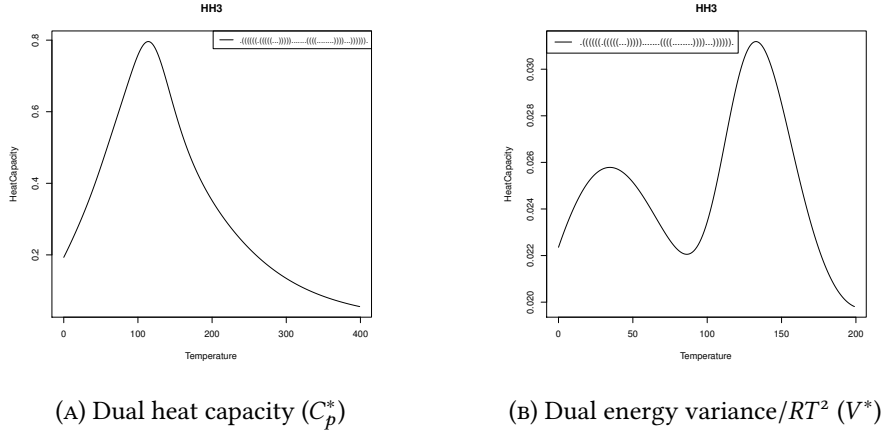 HH3
HeatCapacity
0.8
0.6
0.4
0.2
.((((((.(((((....))))).......((((.........))))...)))))).
0
100
200
300
400
Temperature
(A) Dual heat capacity (C*p)
HH3
HeatCapacity
0.030
0.028
0.026
0.024
0.022
0.020
.((((((.(((((....))))).......((((.........))))...)))))).
0
50
100
150
200
Temperature
(B) Dual energy variance/RT² (V*)